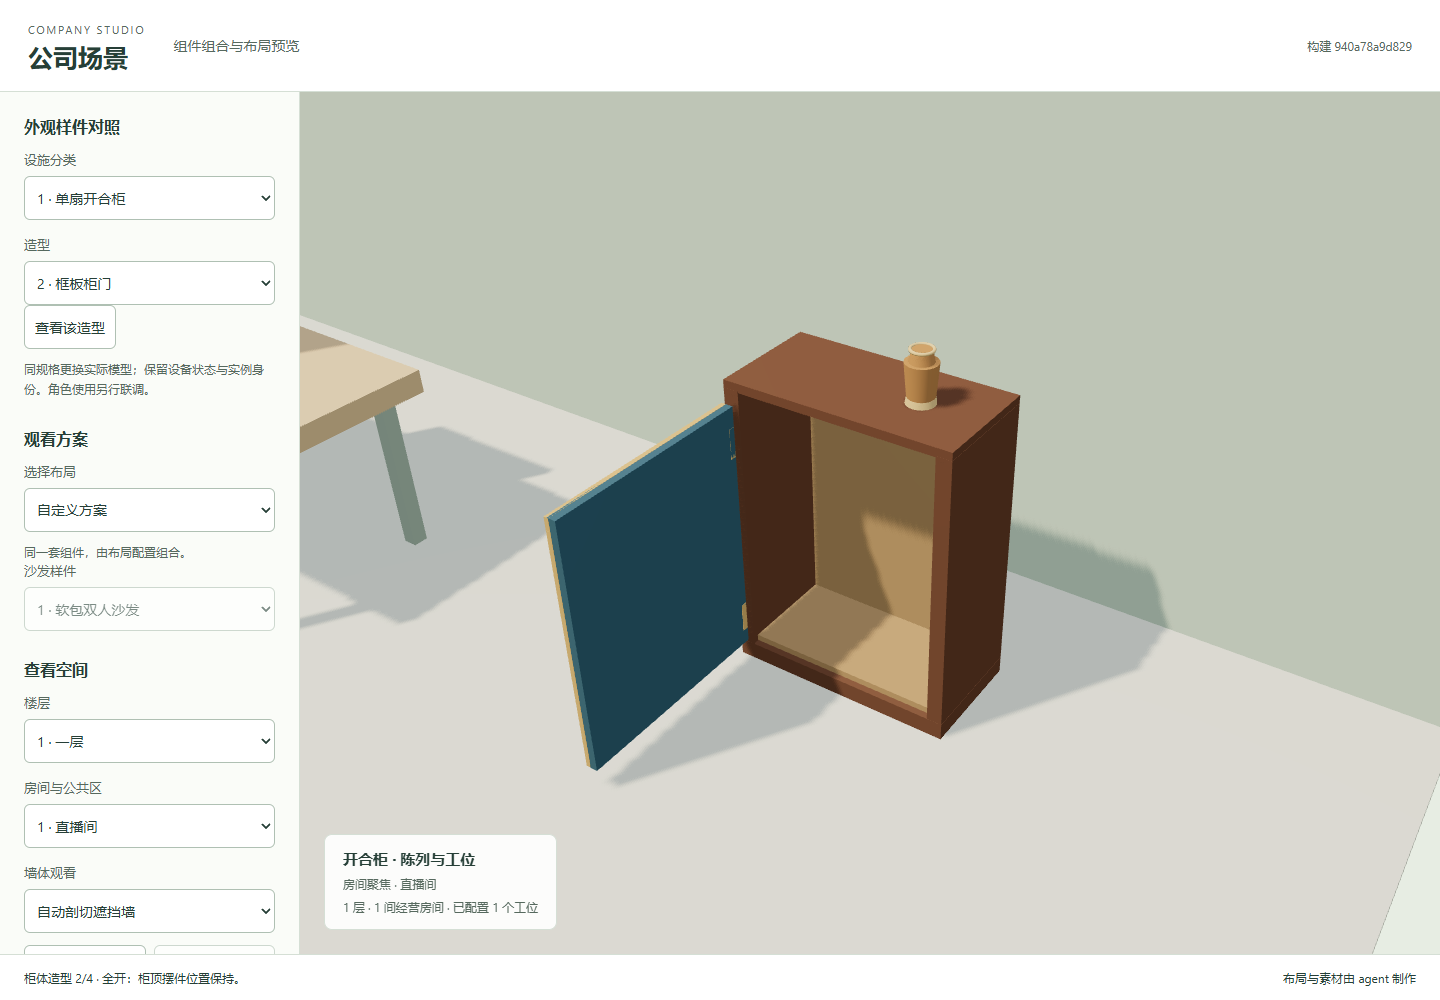 COMPANY STUDIO
公司场景
组件组合与布局预览
构建 940a78a9d829
外观样件对照
设施分类
1 · 单扇开合柜
造型
2 · 框板柜门
查看该造型
同规格更换实际模型；保留设备状态与实例身
份。角色使用另行联调。
观看方案
选择布局
自定义方案
同一套组件，由布局配置组合。
沙发样件
1 · 软包双人沙发
查看空间
楼层
1 · 一层
房间与公共区
1 · 直播间
墙体观看
自动剖切遮挡墙
开合柜 · 陈列与工位
房间聚焦 · 直播间
1 层 · 1 间经营房间 · 已配置 1 个工位
柜体造型 2/4 · 全开：柜顶摆件位置保持。
布局与素材由 agent 制作